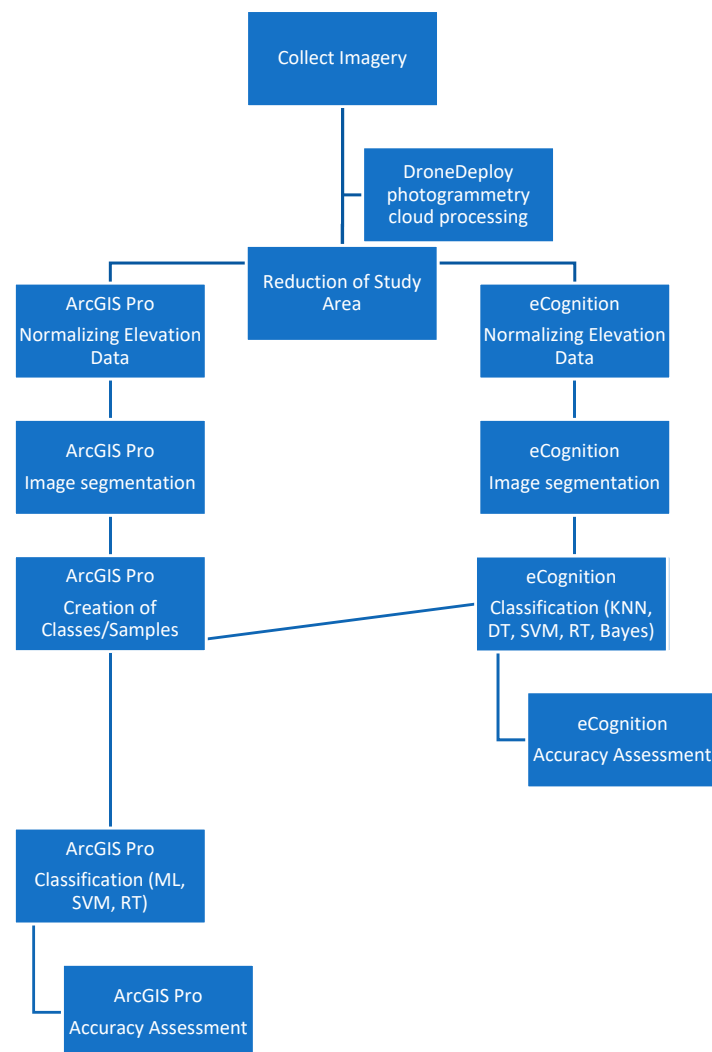 Collect Imagery
DroneDeploy
photogrammetry
cloud processing
Reduction of Study
Area
ArcGIS Pro
Normalizing Elevation
Data
eCognition
Normalizing Elevation
Data
ArcGIS Pro
Image segmentation
eCognition
Image segmentation
ArcGIS Pro
Creation of
Classes/Samples
eCognition
Classification (KNN,
DT, SVM, RT, Bayes)
eCognition
Accuracy Assessment
ArcGIS Pro
Classification (ML,
SVM, RT)
ArcGIS Pro
Accuracy Assessment